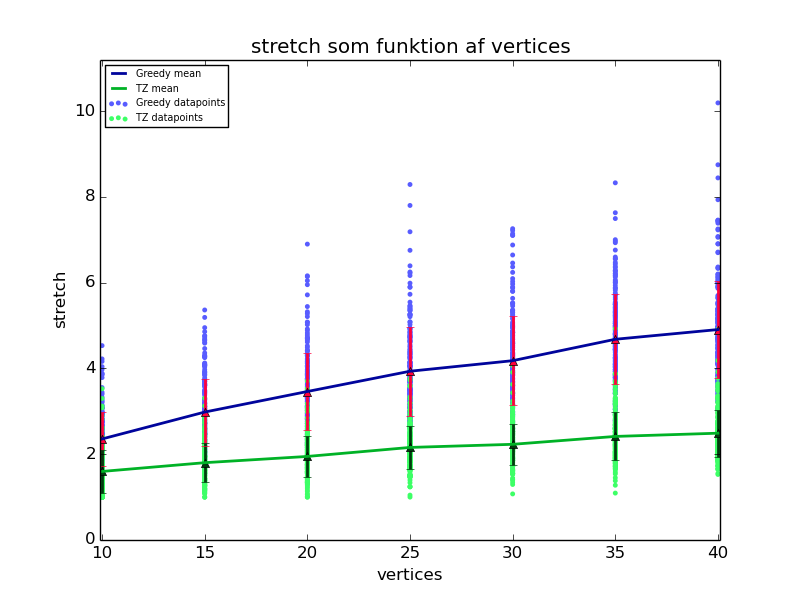 stretch som funktion af vertices
Greedy mean
TZ mean
Greedy datapoints
TZ datapoints
10
8
6
4
2
0
stretch
10 15 20 25 30 35 40
vertices